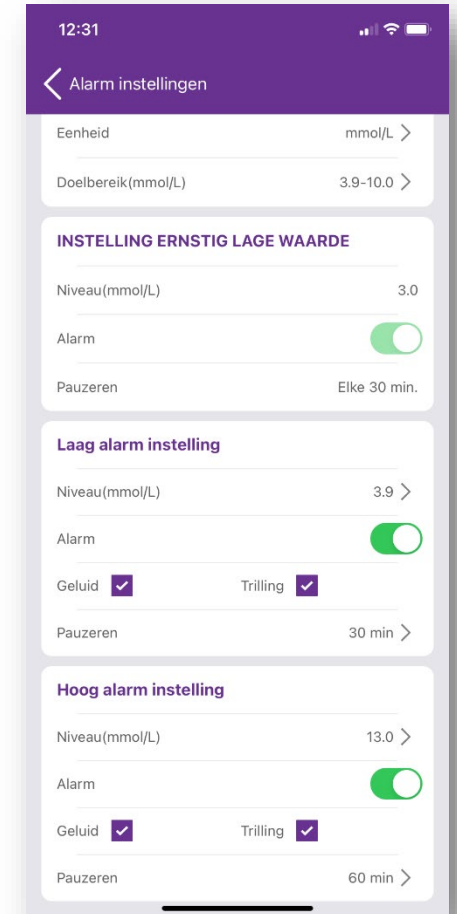 12:31
Alarm instellingen
Eenheid mmol/L
Doelbereik(mmol/L) 3.9-10.0
INSTELLING ERNSTIG LAGE WAARDE
Niveau(mmol/L) 3.0
Alarm
Pauzeren Elke 30 min.
Laag alarm instelling
Niveau(mmol/L) 3.9
Alarm
Geluid Trilling
Pauzeren 30 min
Hoog alarm instelling
Niveau(mmol/L) 13.0
Alarm
Geluid Trilling
Pauzeren 60 min